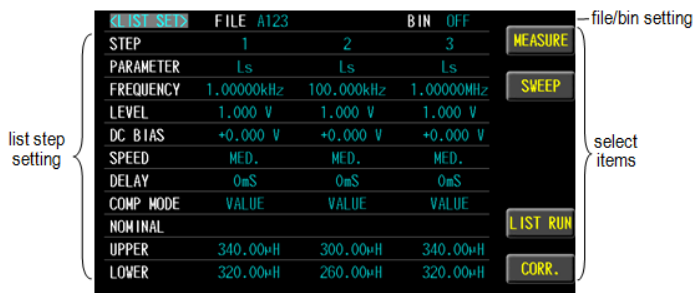 <LIST SET> FILE A123 BIN OFF
file/bin setting
STEP 1 2 3
MEASURE
PARAMETER Ls Ls Ls
FREQUENCY 1.00000kHz 100.000kHz 1.00000MHz
SWEEP
LEVEL 1.000 V 1.000 V 1.000 V
DC BIAS +0.000 V +0.000 V +0.000 V
list step
setting
select
items
SPEED MED. MED. MED.
DELAY 0mS 0mS 0mS
COMP MODE VALUE VALUE VALUE
NOMINAL
LIST RUN
UPPER 340.00μH 300.00μH 340.00μH
LOWER 320.00μH 260.00μH 320.00μH
CORR.